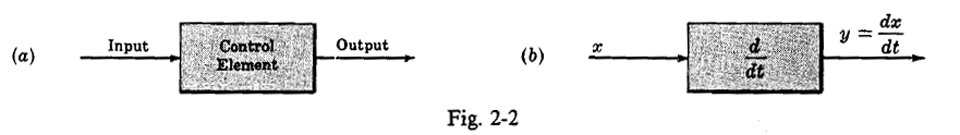 (a)
Input
Control
Element
Output
(b)
x
d
dt
y = dx
dt
Fig. 2-2